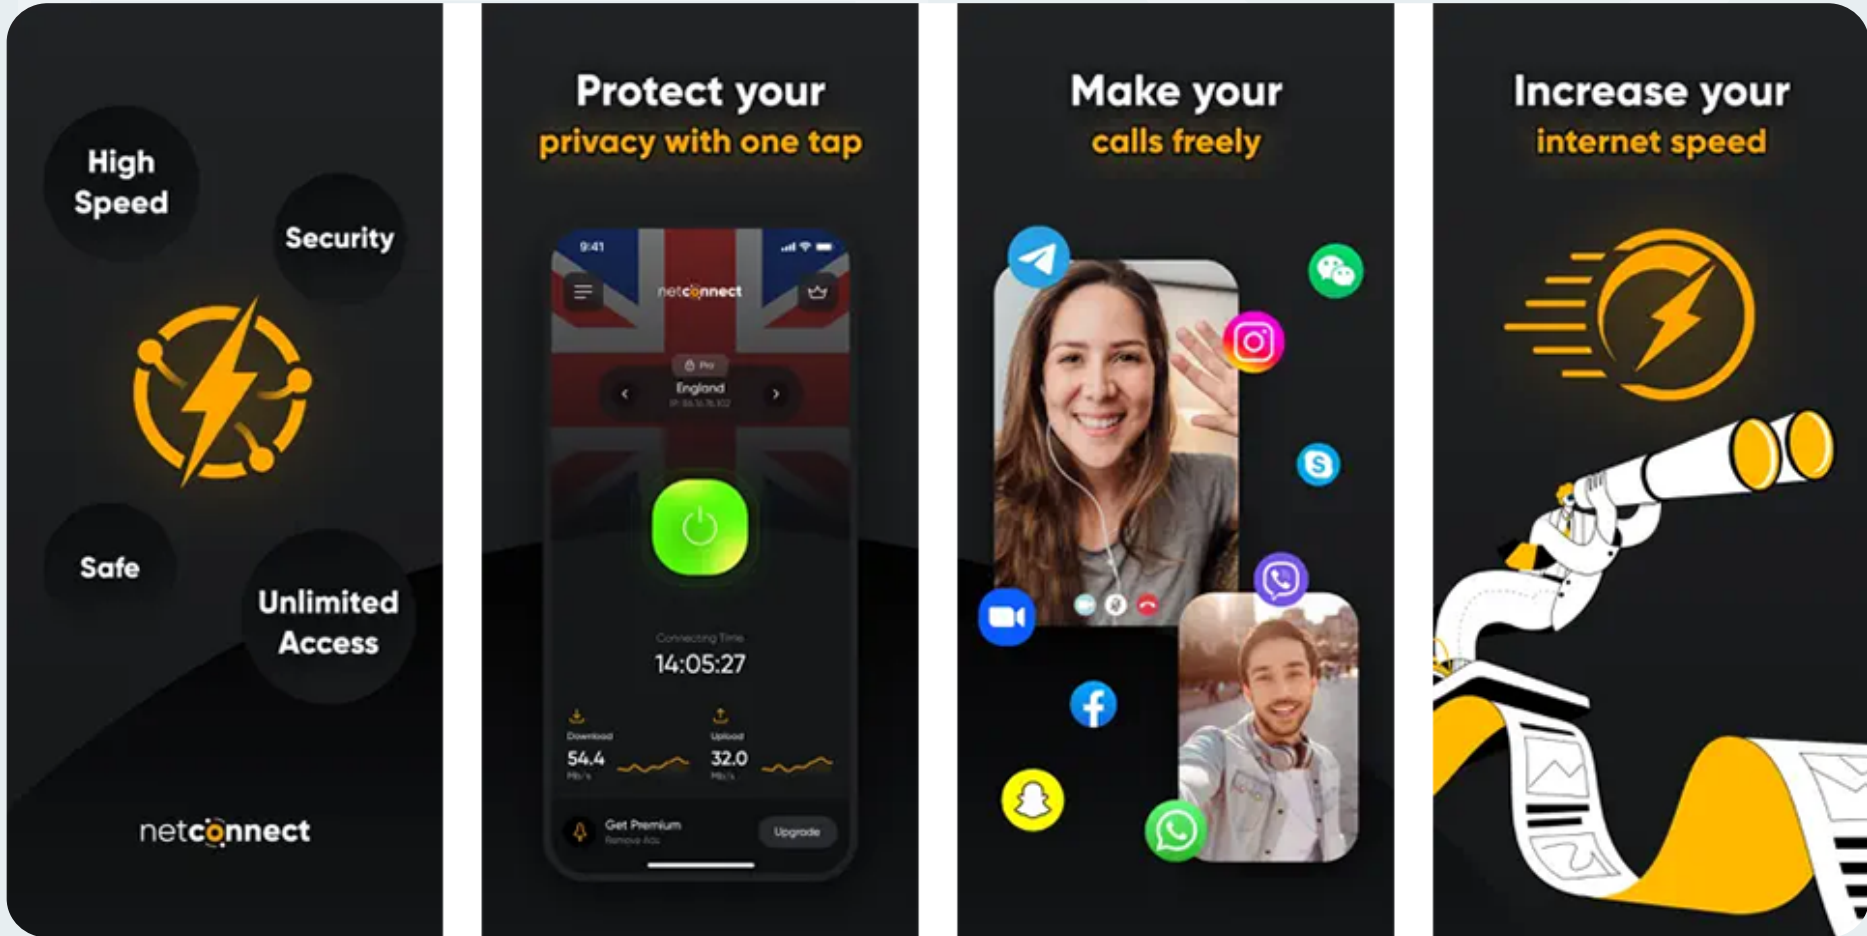 High
Speed
Security
Safe
Unlimited
Access
netconnect
Protect your
privacy with one tap
9:41
netconnect
Pro
England
Connecting Time
14:05:27
Download
54.4
Mb/s
Upload
32.0
Mb/s
Get Premium
Remove Ads
Upgrade
Make your
calls freely
Increase your
internet speed